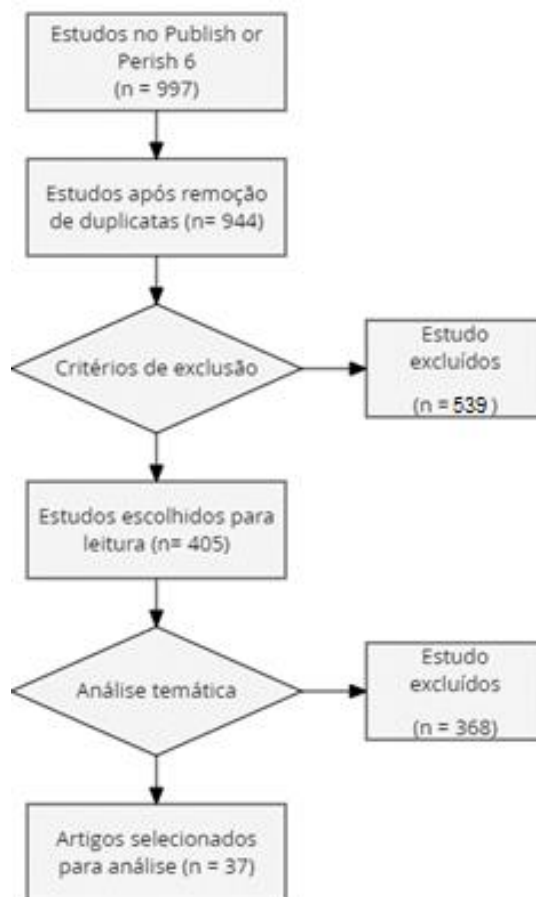 Estudos no Publish or
Perish 6
(n = 997)
Estudos após remoção
de duplicatas (n= 944)
Critérios de exclusão
Estudo
excluídos
(n = 539 )
Estudos escolhidos para
leitura (n= 405)
Análise temática
Estudo
excluídos
(n = 368)
Artigos selecionados
para análise (n = 37)